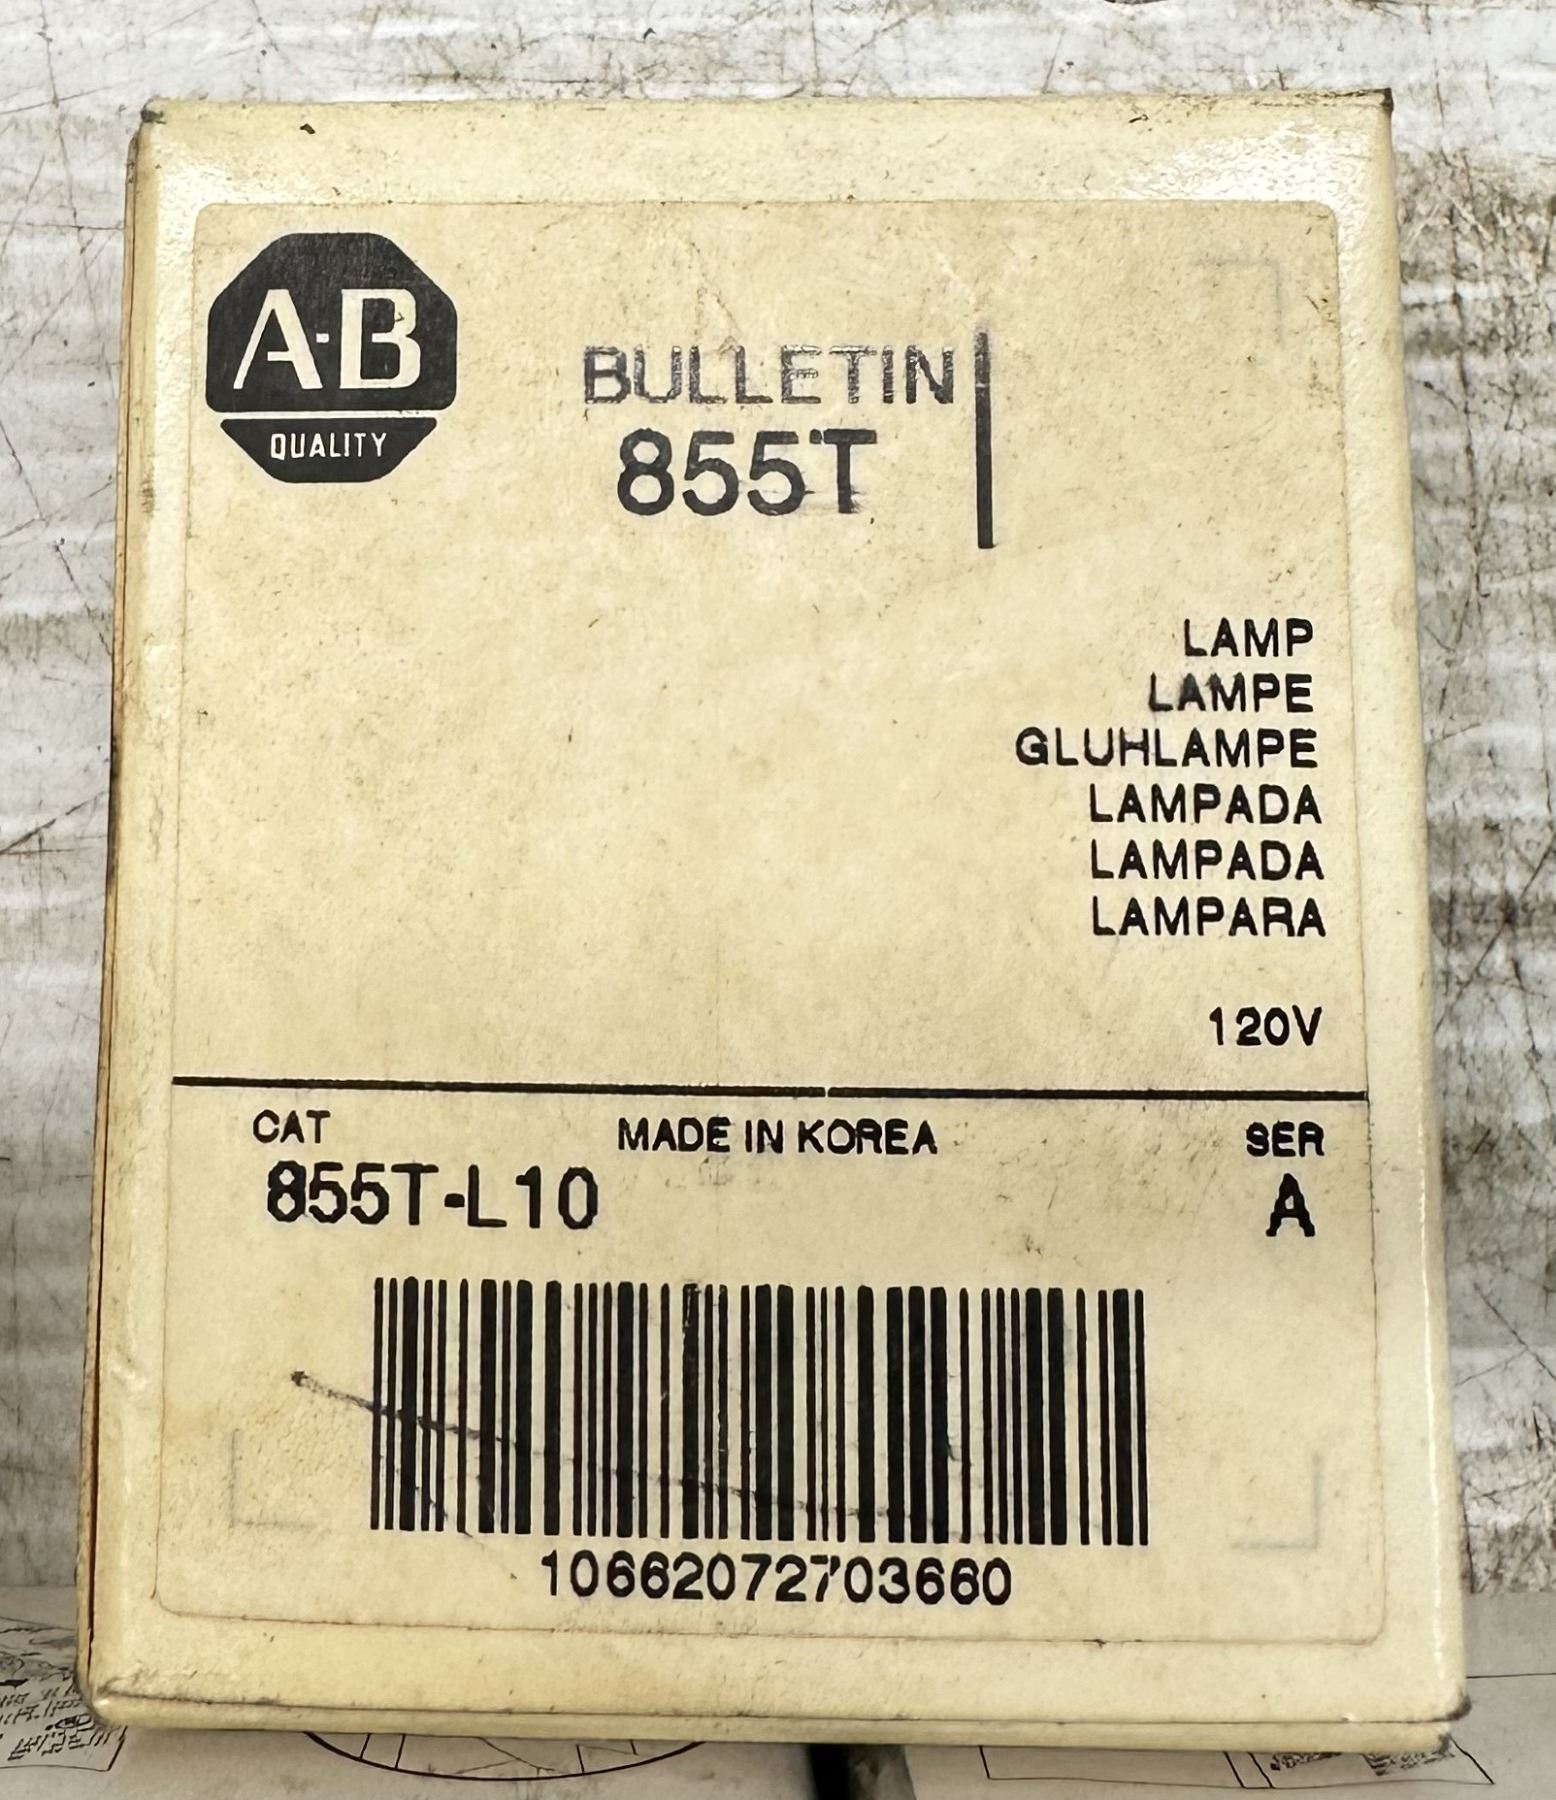 A-B
QUALITY
BULLETIN
855T
LAMP
LAMPE
GLUHLAMPE
LAMPADA
LAMPADA
LAMPARA
120V
CAT MADE IN KOREA SER
855T-L10 A
10662072703660